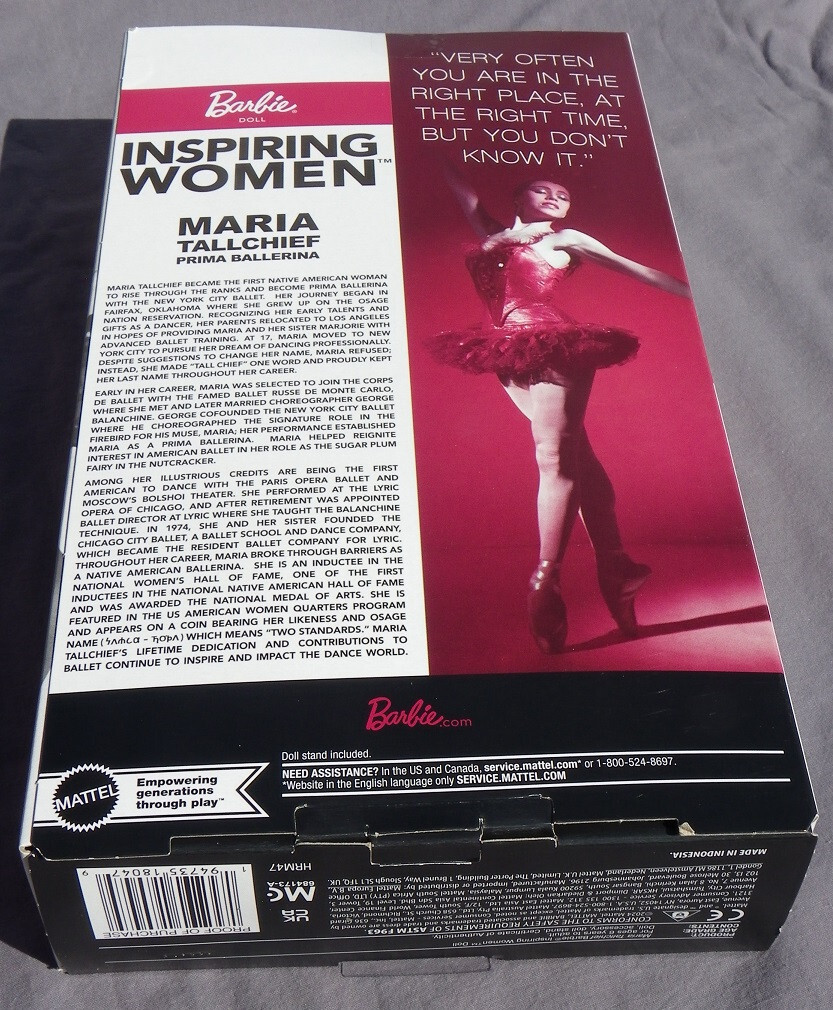 Barbie®
DOLL
INSPIRING
WOMEN™
MARIA
TALLCHIEF
PRIMA BALLERINA
MARIA TALLCHIEF BECAME THE FIRST NATIVE AMERICAN WOMAN
TO RISE THROUGH THE RANKS AND BECOME PRIMA BALLERINA
WITH THE NEW YORK CITY BALLET. HER JOURNEY BEGAN IN
FAIRFAX, OKLAHOMA WHERE SHE GREW UP ON THE OSAGE
NATION RESERVATION. RECOGNIZING HER EARLY TALENTS AND
GIFTS AS A DANCER, HER PARENTS RELOCATED TO LOS ANGELES
IN HOPES OF PROVIDING MARIA AND HER SISTER MARJORIE WITH
ADVANCED BALLET TRAINING. AT 17, MARIA MOVED TO NEW
YORK CITY TO PURSUE HER DREAM OF DANCING PROFESSIONALLY.
DESPITE SUGGESTIONS TO CHANGE HER NAME, MARIA REFUSED;
INSTEAD, SHE MADE "TALL CHIEF" ONE WORD AND PROUDLY KEPT
HER LAST NAME THROUGHOUT HER CAREER.
EARLY IN HER CAREER, MARIA WAS SELECTED TO JOIN THE CORPS
DE BALLET WITH THE FAMED BALLET RUSSE DE MONTE CARLO,
WHERE SHE MET AND LATER MARRIED CHOREOGRAPHER GEORGE
BALANCHINE. GEORGE COFOUNDED THE NEW YORK CITY BALLET
WHERE HE CHOREOGRAPHED THE SIGNATURE ROLE IN THE
FIREBIRD FOR HIS MUSE, MARIA; HER PERFORMANCE ESTABLISHED
MARIA AS A PRIMA BALLERINA. MARIA HELPED REIGNITE
INTEREST IN AMERICAN BALLET IN HER ROLE AS THE SUGAR PLUM
FAIRY IN THE NUTCRACKER.
AMONG HER ILLUSTRIOUS CREDITS ARE BEING THE FIRST
AMERICAN TO DANCE WITH THE PARIS OPERA BALLET AND
MOSCOW'S BOLSHOI THEATER. SHE PERFORMED AT THE LYRIC
OPERA OF CHICAGO, AND AFTER RETIREMENT WAS APPOINTED
BALLET DIRECTOR AT LYRIC WHERE SHE TAUGHT THE BALANCHINE
TECHNIQUE. IN 1974, SHE AND HER SISTER FOUNDED THE
CHICAGO CITY BALLET, A BALLET SCHOOL AND DANCE COMPANY,
WHICH BECAME THE RESIDENT BALLET COMPANY FOR LYRIC.
THROUGHOUT HER CAREER, MARIA BROKE THROUGH BARRIERS AS
A NATIVE AMERICAN BALLERINA. SHE IS AN INDUCTEE IN THE
NATIONAL WOMEN'S HALL OF FAME, ONE OF THE FIRST
INDUCTEES IN THE NATIONAL NATIVE AMERICAN HALL OF FAME
AND WAS AWARDED THE NATIONAL MEDAL OF ARTS. SHE IS
FEATURED IN THE US AMERICAN WOMEN QUARTERS PROGRAM
AND APPEARS ON A COIN BEARING HER LIKENESS AND OSAGE
NAME WHICH MEANS "TWO STANDARDS." MARIA
TALLCHIEF'S LIFETIME DEDICATION AND CONTRIBUTIONS TO
BALLET CONTINUE TO INSPIRE AND IMPACT THE DANCE WORLD.
"VERY OFTEN
YOU ARE IN THE
RIGHT PLACE, AT
THE RIGHT TIME,
BUT YOU DON'T
KNOW IT."
Barbie.com
Doll stand included.
NEED ASSISTANCE? In the US and Canada, service.mattel.com* or 1-800-524-8697.
*Website in the English language only SERVICE.MATTEL.COM
MATTEL
Empowering
generations
through play™
PROOF OF PURCHASE
1 94735 18047 9
HRM47
UK CA
CE
MADE IN INDONESIA.
CONFORMS TO THE SAFETY REQUIREMENTS OF ASTM F963.